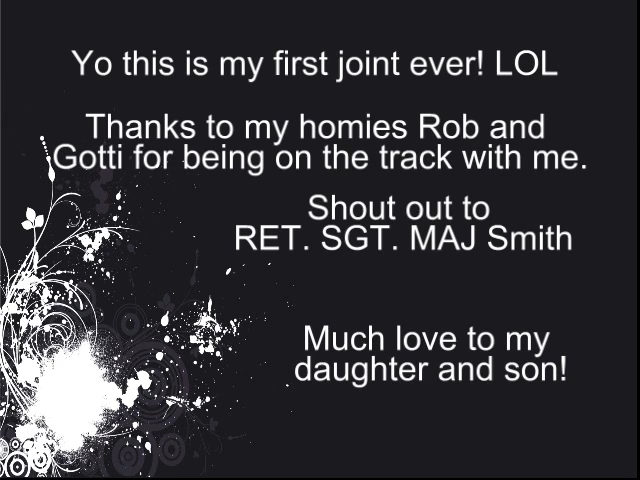 Yo this is my first joint ever! LOL
Thanks to my homies Rob and
Gotti for being on the track with me.
Shout out to
RET. SGT. MAJ Smith
Much love to my
daughter and son!